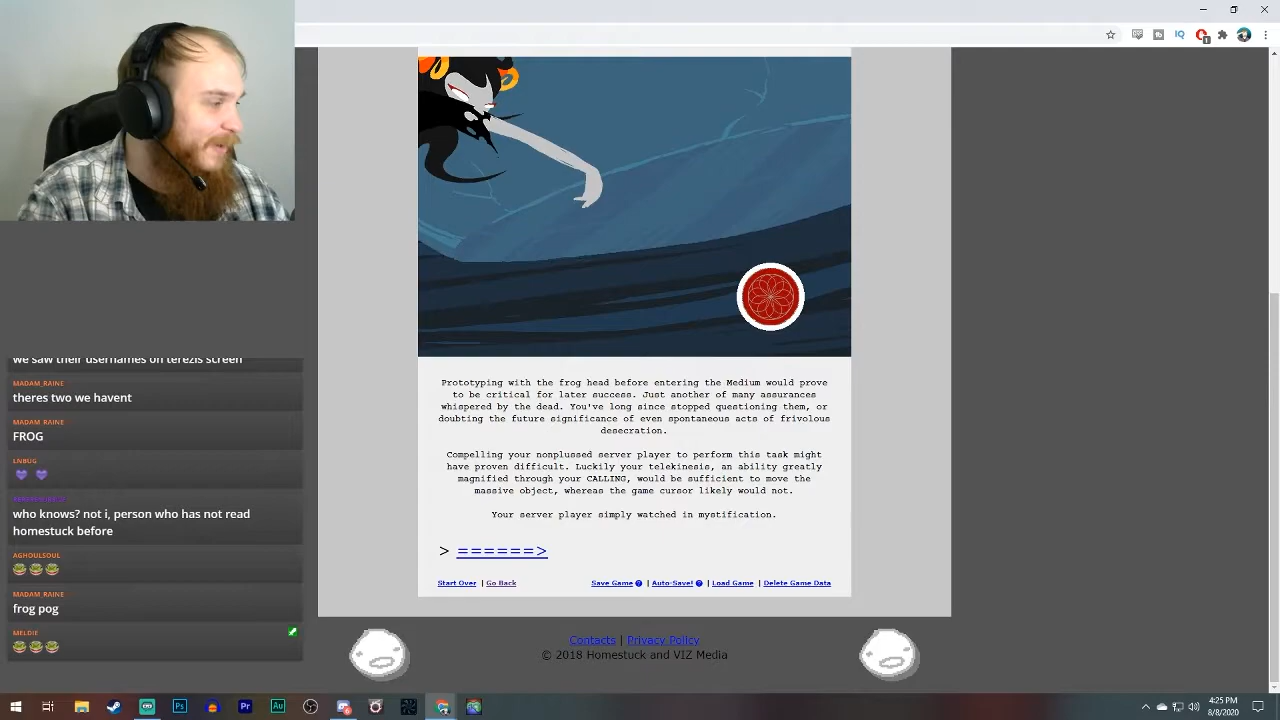 we saw their usernames on terezis screen
MADAM_RAINE
theres two we havent
MADAM_RAINE
FROG
LNBUG
who knows? not i, person who has not read
homestuck before
AGHOULSOUL
MADAM_RAINE
frog pog
MELDIE
Prototyping with the frog head before entering the Medium would prove
to be critical for later success. Just another of many assurances
whispered by the dead. You've long since stopped questioning them, or
doubting the future significance of even spontaneous acts of frivolous
desecration.
Compelling your nonplussed server player to perform this task might
have proven difficult. Luckily your telekinesis, an ability greatly
magnified through your CALLING, would be sufficient to move the
massive object, whereas the game cursor likely would not.
Your server player simply watched in mystification.
> ======>
Start Over | Go Back
Save Game ? | Auto-Save! ? | Load Game | Delete Game Data
Contacts | Privacy Policy
© 2018 Homestuck and VIZ Media
IQ
1
Ps
Pr
Au
4:25 PM
8/8/2020